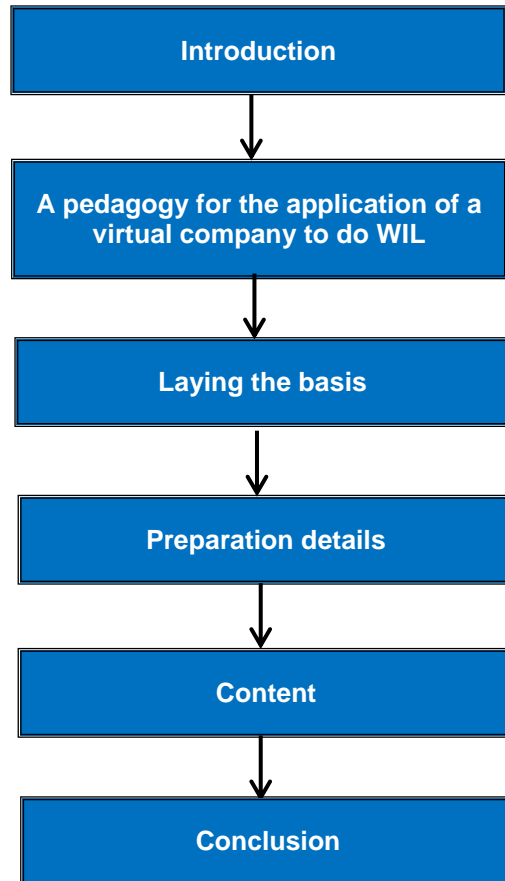 Introduction
A pedagogy for the application of a
virtual company to do WIL
Laying the basis
Preparation details
Content
Conclusion